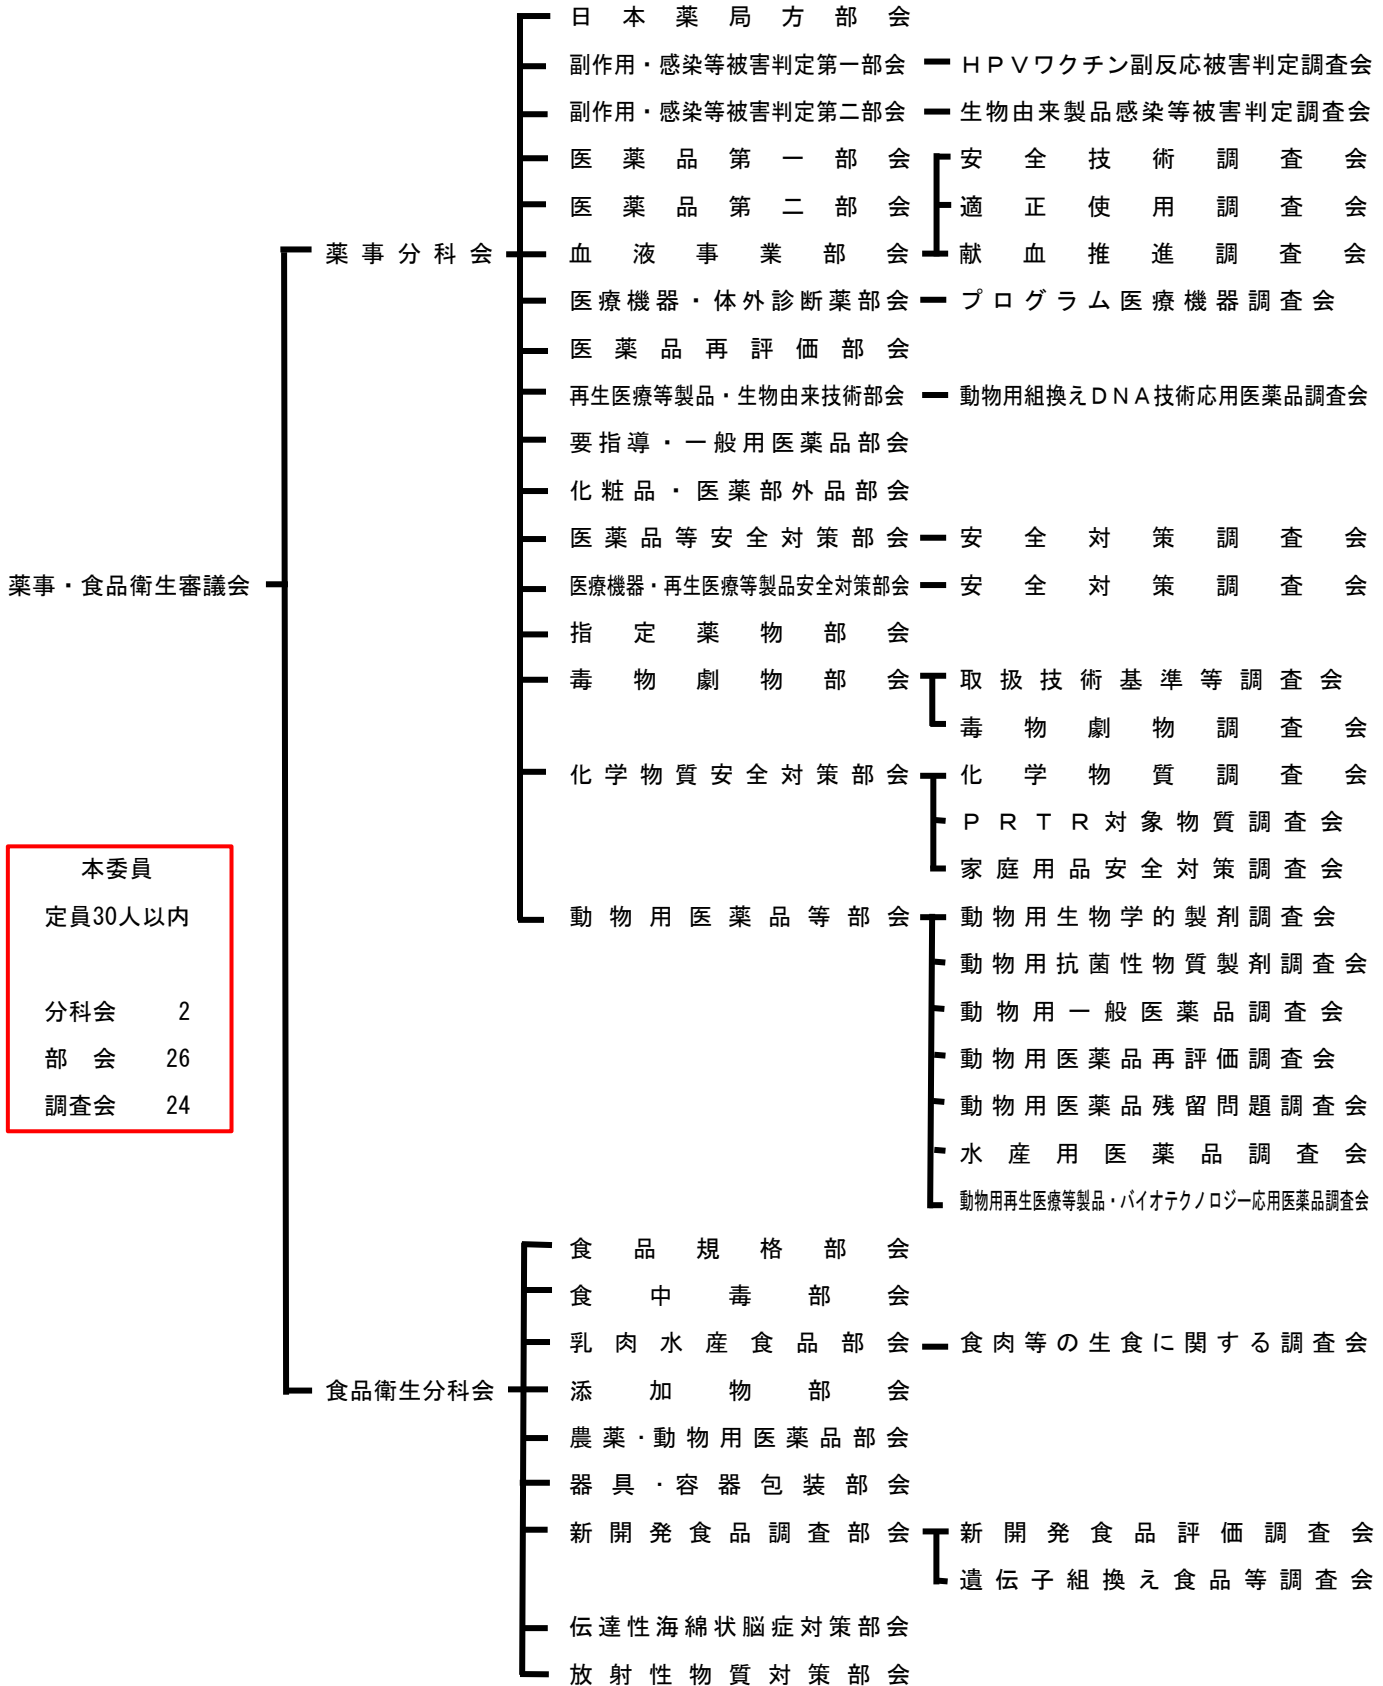 日本薬局方部会
副作用・感染等被害判定第一部会 HPVワクチン副反応被害判定調査会
副作用・感染等被害判定第二部会 生物由来製品感染等被害判定調査会
医薬品第一部会 安全技術調査会
医薬品第二部会 適正使用調査会
薬事分科会 血液事業部会 献血推進調査会
医療機器・体外診断薬部会 プログラム医療機器調査会
医薬品再評価部会
再生医療等製品・生物由来技術部会 動物用組換えDNA技術応用医薬品調査会
要指導・一般用医薬品部会
化粧品・医薬部外品部会
医薬品等安全対策部会 安全対策調査会
薬事・食品衛生審議会 医療機器・再生医療等製品安全対策部会 安全対策調査会
指定薬物部会
毒物劇物部会 取扱技術基準等調査会
毒物劇物調査会
化学物質安全対策部会 化学物質調査会
PRTR対象物質調査会
本委員 家庭用品安全対策調査会
定員30人以内 動物用医薬品等部会 動物用生物学的製剤調査会
動物用抗菌性物質製剤調査会
分科会 2 動物用一般医薬品調査会
部会 26 動物用医薬品再評価調査会
調査会 24 動物用医薬品残留問題調査会
水産用医薬品調査会
動物用再生医療等製品・バイオテクノロジー応用医薬品調査会
食品規格部会
食中毒部会
乳肉水産食品部会 食肉等の生食に関する調査会
食品衛生分科会 添加物部会
農薬・動物用医薬品部会
器具・容器包装部会
新開発食品調査部会 新開発食品評価調査会
遺伝子組換え食品等調査会
伝達性海綿状脳症対策部会
放射性物質対策部会